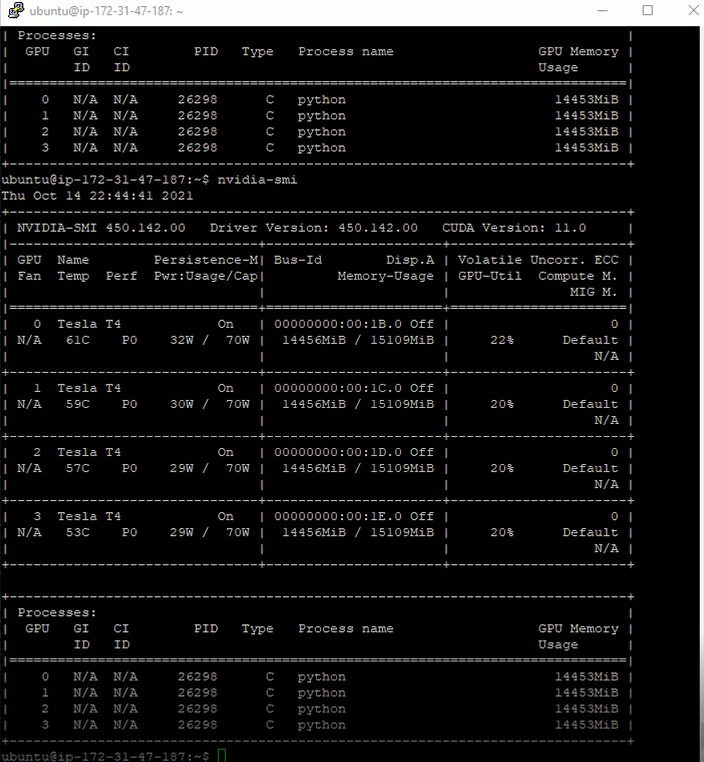 ubuntu@ip-172-31-47-187: ~
| Processes: |
| GPU GI CI PID Type Process name GPU Memory |
| ID ID Usage |
|=============================================================================|
| 0 N/A N/A 26298 C python 14453MiB |
| 1 N/A N/A 26298 C python 14453MiB |
| 2 N/A N/A 26298 C python 14453MiB |
| 3 N/A N/A 26298 C python 14453MiB |
+-----------------------------------------------------------------------------+
ubuntu@ip-172-31-47-187:~$ nvidia-smi
Thu Oct 14 22:44:41 2021
+-----------------------------------------------------------------------------+
| NVIDIA-SMI 450.142.00 Driver Version: 450.142.00 CUDA Version: 11.0 |
|-------------------------------+----------------------+----------------------+
| GPU Name Persistence-M| Bus-Id Disp.A | Volatile Uncorr. ECC |
| Fan Temp Perf Pwr:Usage/Cap| Memory-Usage | GPU-Util Compute M. |
| | | MIG M. |
|===============================+======================+======================|
| 0 Tesla T4 On | 00000000:00:1B.0 Off | 0 |
| N/A 61C P0 32W / 70W | 14456MiB / 15109MiB | 22% Default |
| | | N/A |
+-------------------------------+----------------------+----------------------+
| 1 Tesla T4 On | 00000000:00:1C.0 Off | 0 |
| N/A 59C P0 30W / 70W | 14456MiB / 15109MiB | 20% Default |
| | | N/A |
+-------------------------------+----------------------+----------------------+
| 2 Tesla T4 On | 00000000:00:1D.0 Off | 0 |
| N/A 57C P0 29W / 70W | 14456MiB / 15109MiB | 20% Default |
| | | N/A |
+-------------------------------+----------------------+----------------------+
| 3 Tesla T4 On | 00000000:00:1E.0 Off | 0 |
| N/A 53C P0 29W / 70W | 14456MiB / 15109MiB | 20% Default |
| | | N/A |
+-------------------------------+----------------------+----------------------+
+-----------------------------------------------------------------------------+
| Processes: |
| GPU GI CI PID Type Process name GPU Memory |
| ID ID Usage |
|=============================================================================|
| 0 N/A N/A 26298 C python 14453MiB |
| 1 N/A N/A 26298 C python 14453MiB |
| 2 N/A N/A 26298 C python 14453MiB |
| 3 N/A N/A 26298 C python 14453MiB |
+-----------------------------------------------------------------------------+
ubuntu@ip-172-31-47-187:~$